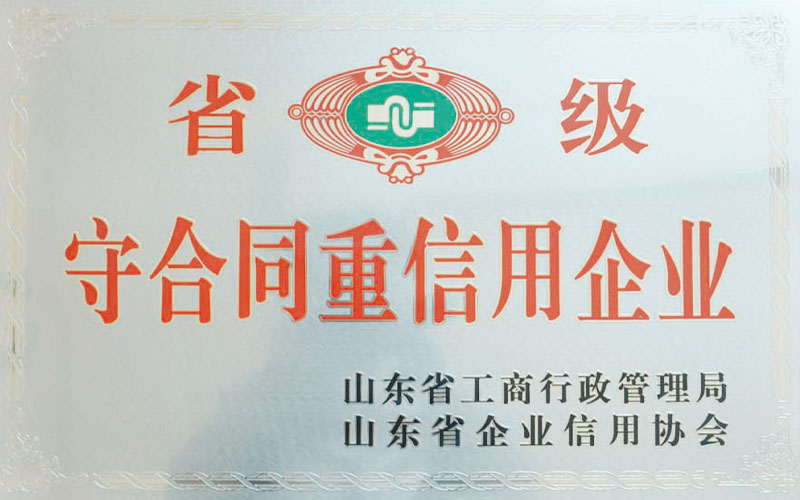 省 级
守合同重信用企业
山东省工商行政管理局
山东省企业信用协会